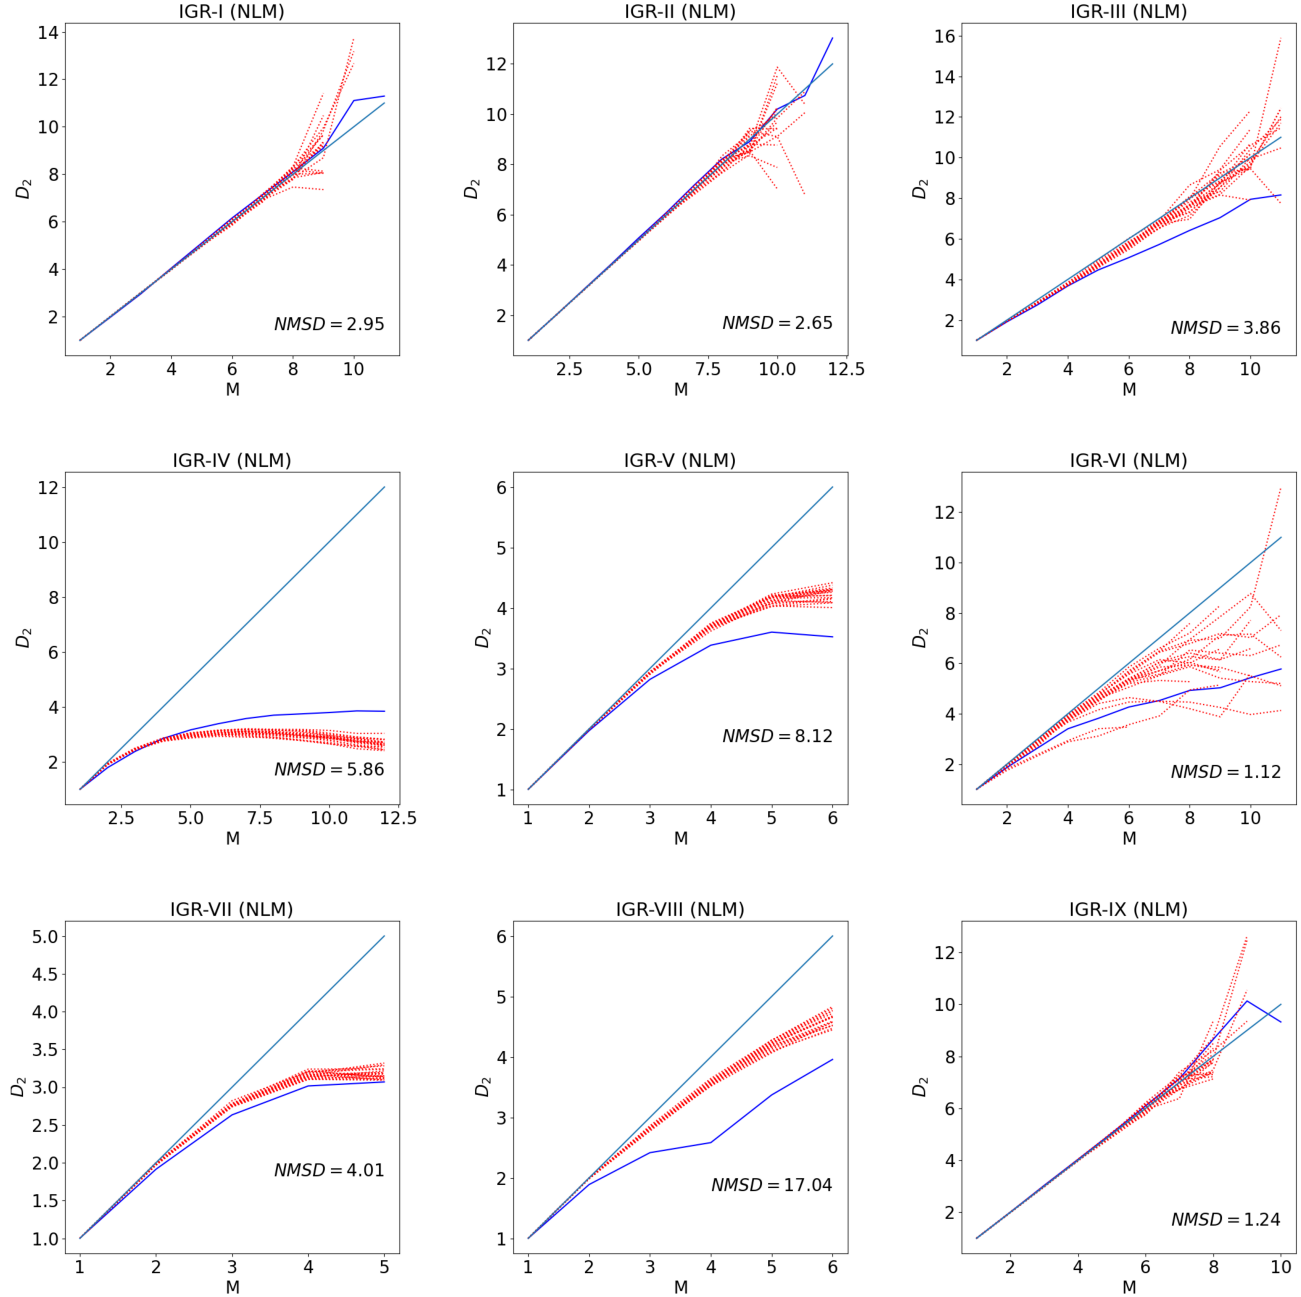 IGR-I (NLM)
14
12
10
8
6
4
2
D₂
NMSD = 2.95
2 4 6 8 10
M
IGR-II (NLM)
12
10
8
6
4
2
D₂
NMSD = 2.65
2.5 5.0 7.5 10.0 12.5
M
IGR-III (NLM)
16
14
12
10
8
6
4
2
D₂
NMSD = 3.86
2 4 6 8 10
M
IGR-IV (NLM)
12
10
8
6
4
2
D₂
NMSD = 5.86
2.5 5.0 7.5 10.0 12.5
M
IGR-V (NLM)
6
5
4
3
2
1
D₂
NMSD = 8.12
1 2 3 4 5 6
M
IGR-VI (NLM)
12
10
8
6
4
2
D₂
NMSD = 1.12
2 4 6 8 10
M
IGR-VII (NLM)
5.0
4.5
4.0
3.5
3.0
2.5
2.0
1.5
1.0
D₂
NMSD = 4.01
1 2 3 4 5
M
IGR-VIII (NLM)
6
5
4
3
2
1
D₂
NMSD = 17.04
1 2 3 4 5 6
M
IGR-IX (NLM)
12
10
8
6
4
2
D₂
NMSD = 1.24
2 4 6 8 10
M